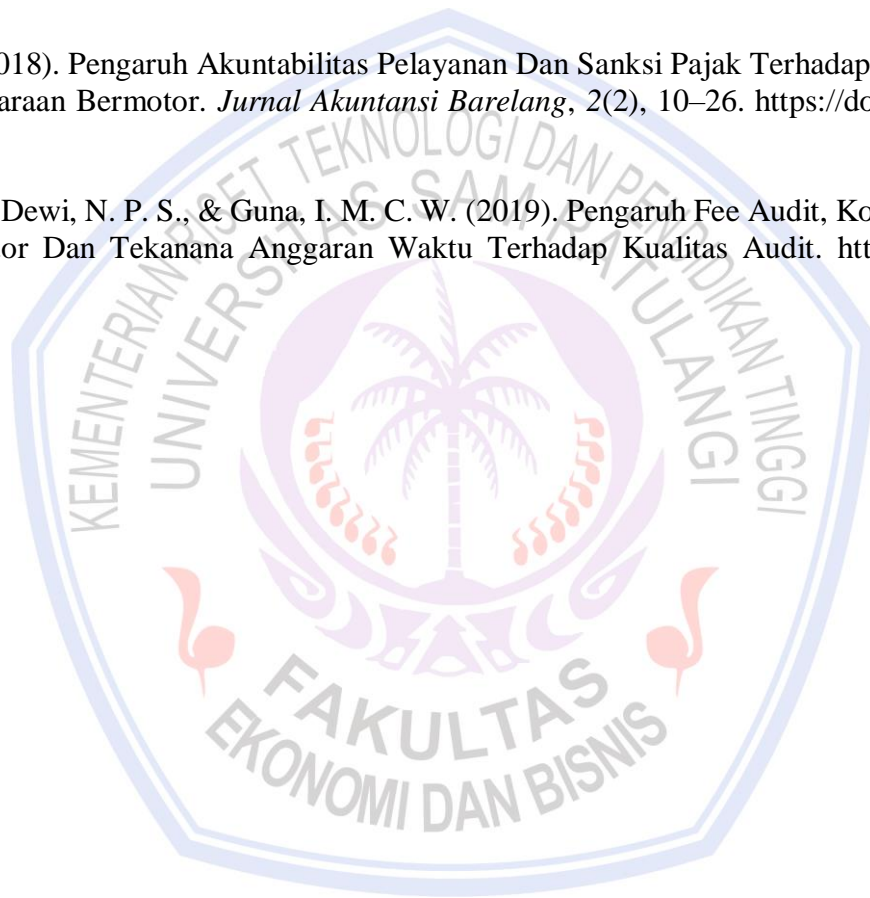 018). Pengaruh Akuntabilitas Pelayanan Dan Sanksi Pajak Terhadap
araan Bermotor. Jurnal Akuntansi Barelang, 2(2), 10–26. https://do
Dewi, N. P. S., & Guna, I. M. C. W. (2019). Pengaruh Fee Audit, Ko
or Dan Tekanana Anggaran Waktu Terhadap Kualitas Audit. htt
KEMENTERIAN RISET TEKNOLOGI DAN PENDIDIKAN TINGGI
UNIVERSITAS SAM RATULANGI
FAKULTAS
EKONOMI DAN BISNIS